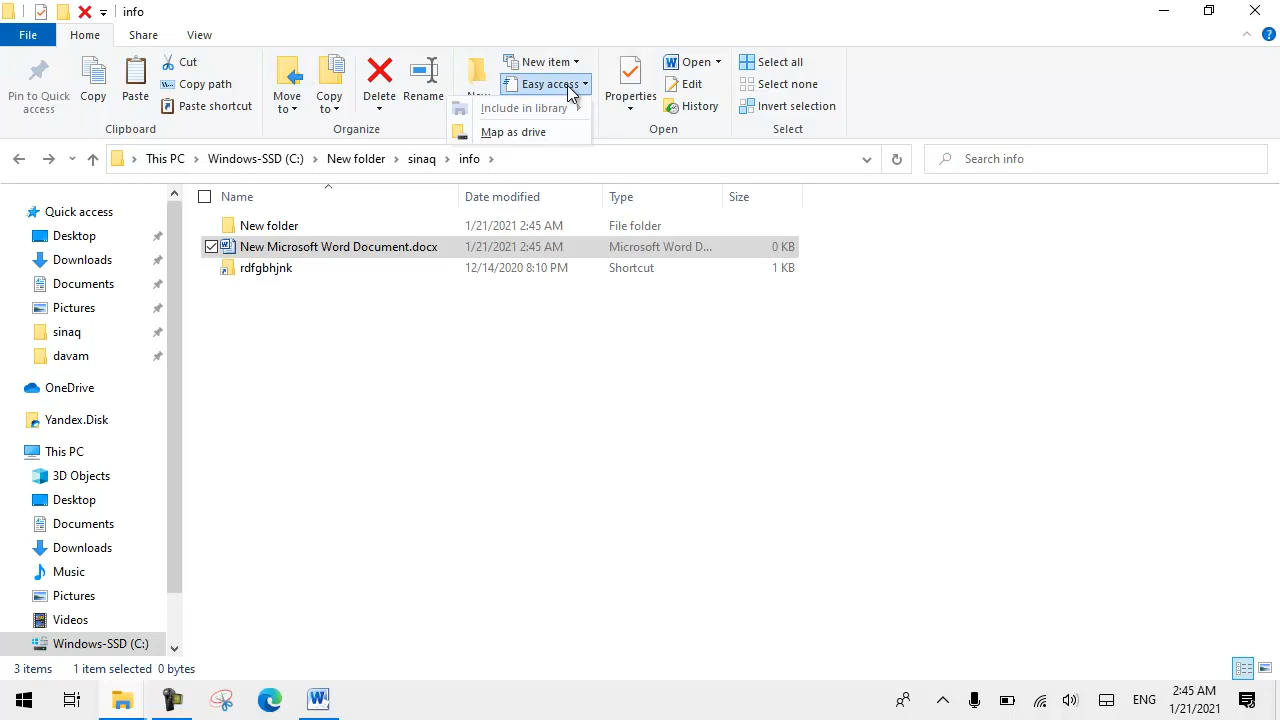 info
File Home Share View
Pin to Quick access
Copy
Paste
Cut
Copy path
Paste shortcut
Clipboard
Move to
Copy to
Delete
Rename
Organize
New
New item
Easy access
Include in library
Map as drive
Properties
Open
Edit
History
Open
Select all
Select none
Invert selection
Select
This PC Windows-SSD (C:) New folder sinaq info
Search info
Name Date modified Type Size
New folder 1/21/2021 2:45 AM File folder
New Microsoft Word Document.docx 1/21/2021 2:45 AM Microsoft Word D... 0 KB
rdfgbhjnk 12/14/2020 8:10 PM Shortcut 1 KB
Quick access
Desktop
Downloads
Documents
Pictures
sinaq
davam
OneDrive
Yandex.Disk
This PC
3D Objects
Desktop
Documents
Downloads
Music
Pictures
Videos
Windows-SSD (C:)
3 items 1 item selected 0 bytes
ENG
2:45 AM
1/21/2021